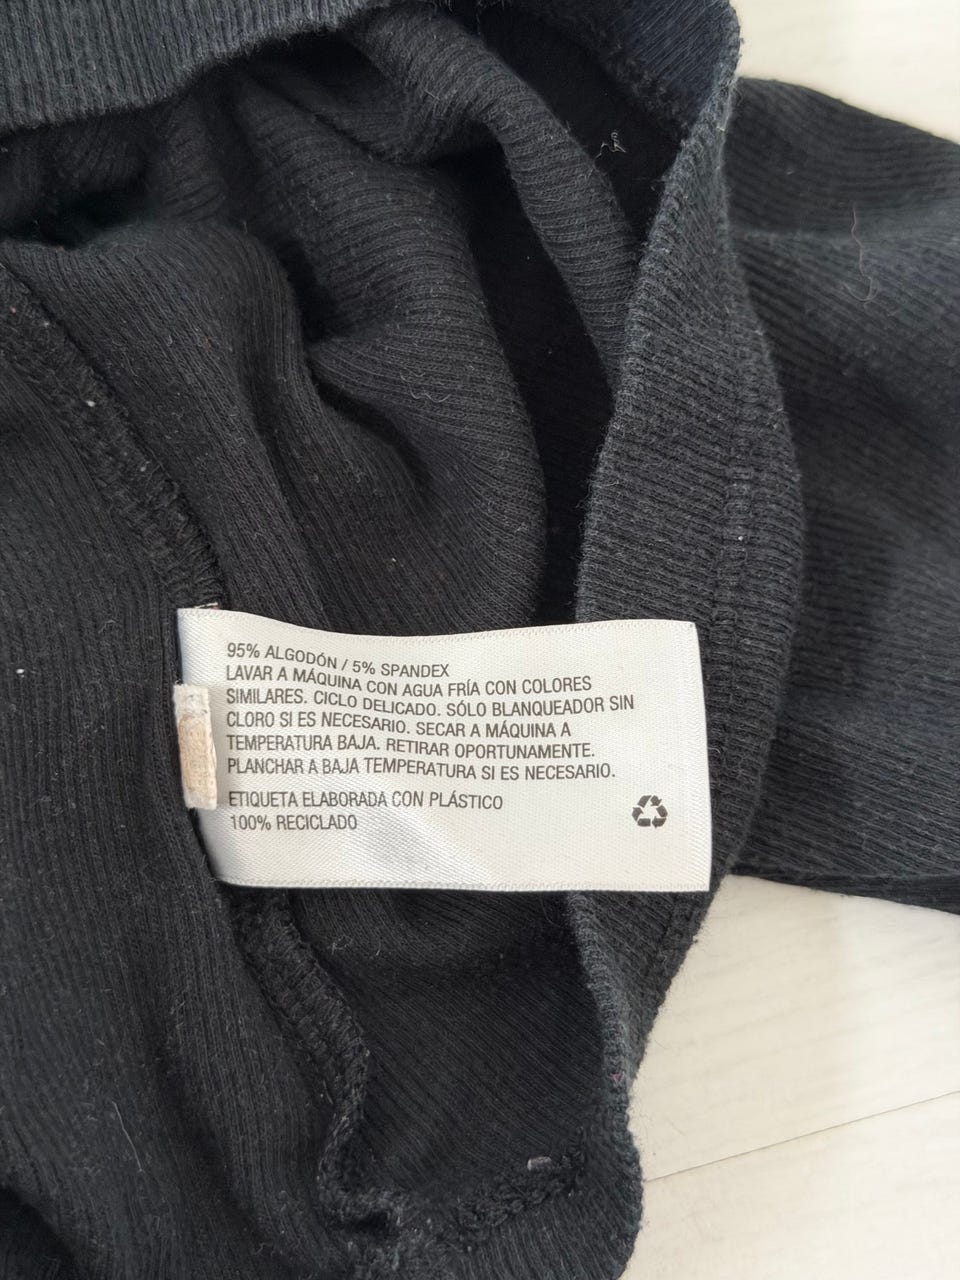 95% ALGODÓN / 5% SPANDEX
LAVAR A MÁQUINA CON AGUA FRÍA CON COLORES
SIMILARES. CICLO DELICADO. SÓLO BLANQUEADOR SIN
CLORO SI ES NECESARIO. SECAR A MÁQUINA A
TEMPERATURA BAJA. RETIRAR OPORTUNAMENTE.
PLANCHAR A BAJA TEMPERATURA SI ES NECESARIO.
ETIQUETA ELABORADA CON PLÁSTICO
100% RECICLADO